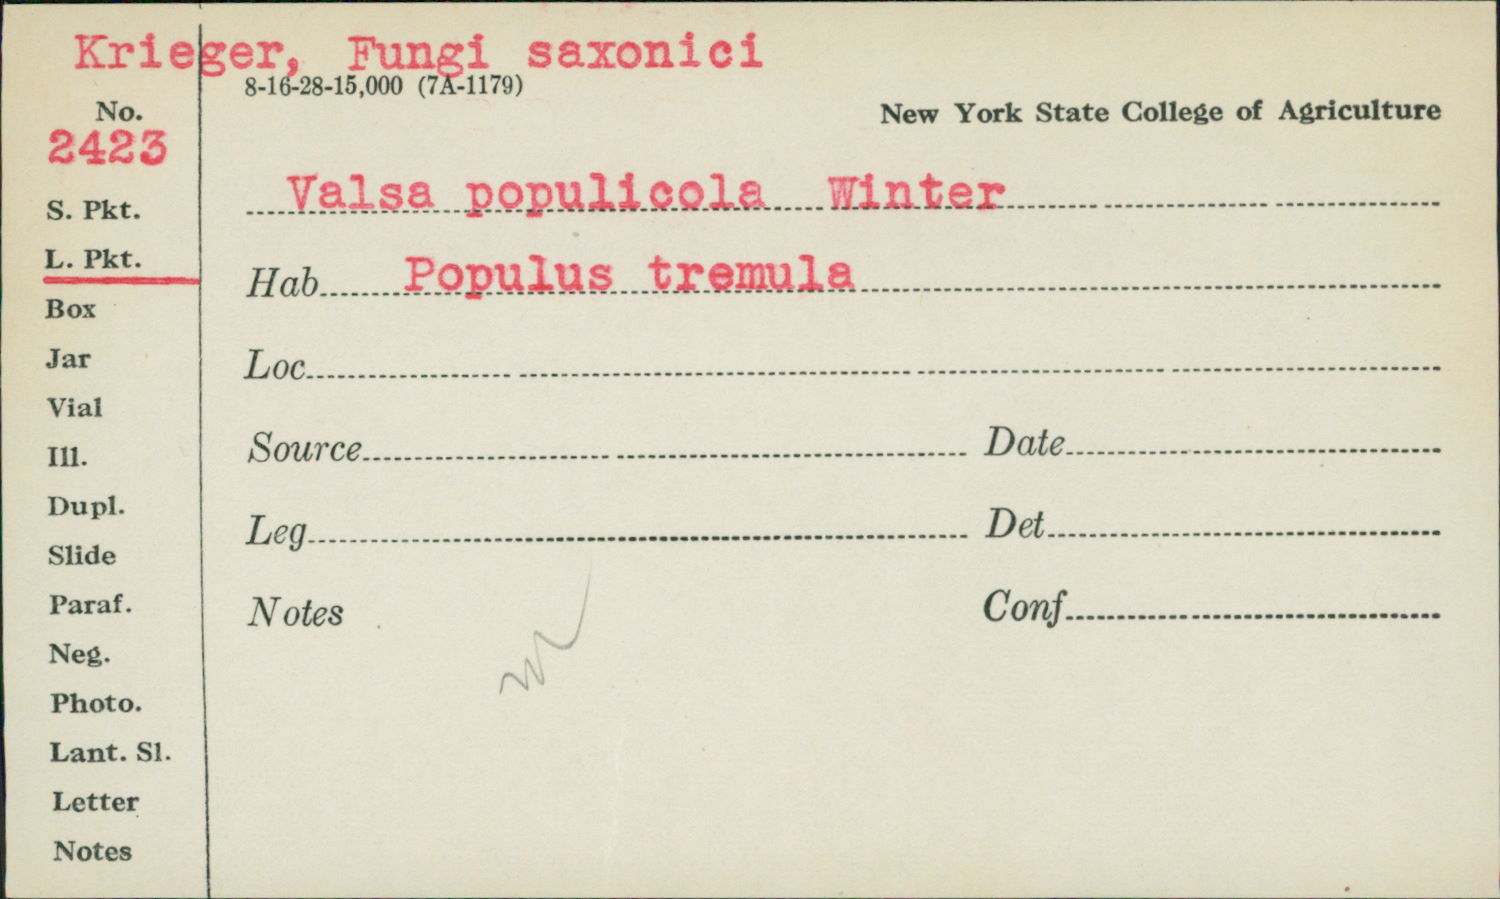 Krieger, Fungi saxonici
8-16-28-15,000 (7A-1179)
No.
New York State College of Agriculture
2423
Valsa populicola Winter
S. Pkt.
L. Pkt.
Hab Populus tremula
Box
Jar
Loc
Vial
Source Date
Ill.
Dupl.
Leg Det
Slide
Paraf.
Notes Conf
Neg.
Photo.
Lant. Sl.
Letter
Notes